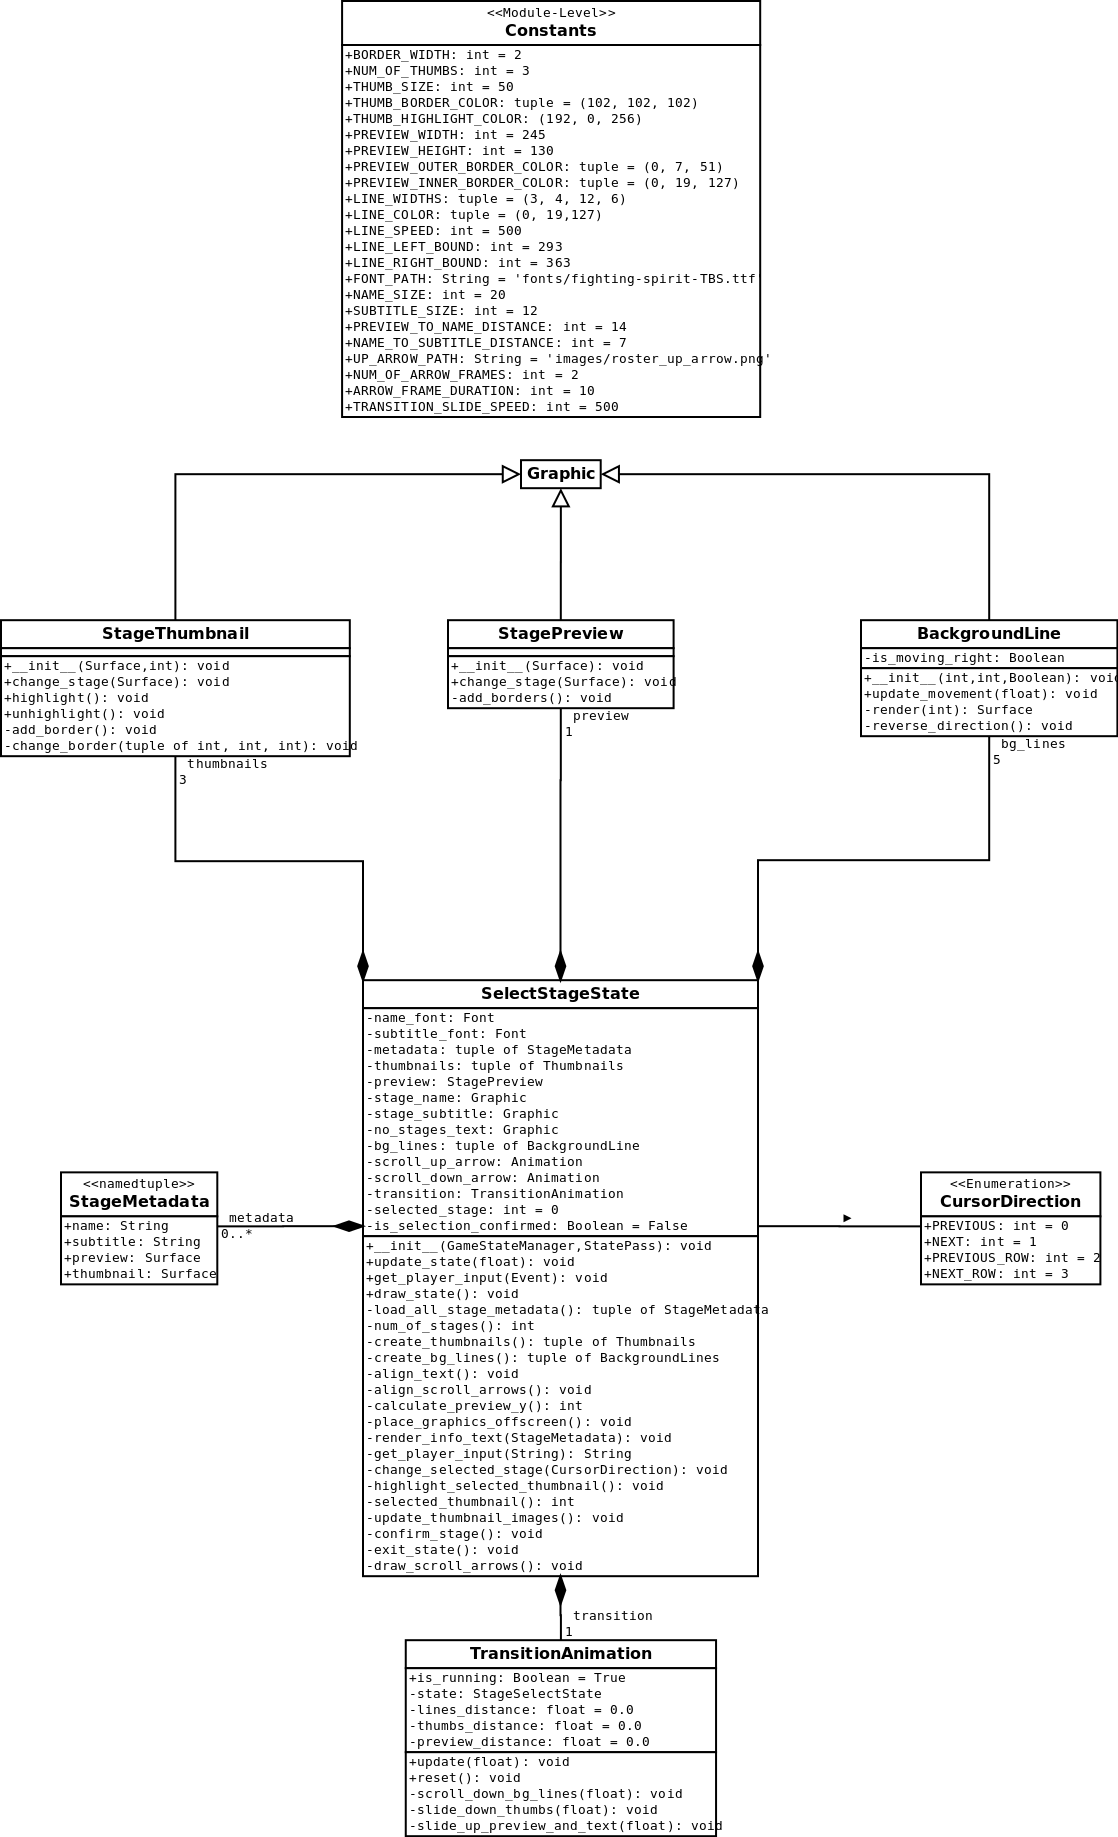 <<Module-Level>>
Constants
+BORDER_WIDTH: int = 2
+NUM_OF_THUMBS: int = 3
+THUMB_SIZE: int = 50
+THUMB_BORDER_COLOR: tuple = (102, 102, 102)
+THUMB_HIGHLIGHT_COLOR: (192, 0, 256)
+PREVIEW_WIDTH: int = 245
+PREVIEW_HEIGHT: int = 130
+PREVIEW_OUTER_BORDER_COLOR: tuple = (0, 7, 51)
+PREVIEW_INNER_BORDER_COLOR: tuple = (0, 19, 127)
+LINE_WIDTHS: tuple = (3, 4, 12, 6)
+LINE_COLOR: tuple = (0, 19,127)
+LINE_SPEED: int = 500
+LINE_LEFT_BOUND: int = 293
+LINE_RIGHT_BOUND: int = 363
+FONT_PATH: String = 'fonts/fighting-spirit-TBS.ttf'
+NAME_SIZE: int = 20
+SUBTITLE_SIZE: int = 12
+PREVIEW_TO_NAME_DISTANCE: int = 14
+NAME_TO_SUBTITLE_DISTANCE: int = 7
+UP_ARROW_PATH: String = 'images/roster_up_arrow.png'
+NUM_OF_ARROW_FRAMES: int = 2
+ARROW_FRAME_DURATION: int = 10
+TRANSITION_SLIDE_SPEED: int = 500
Graphic
StageThumbnail
+__init__(Surface,int): void
+change_stage(Surface): void
+highlight(): void
+unhighlight(): void
-add_border(): void
-change_border(tuple of int, int, int): void
thumbnails
3
StagePreview
+__init__(Surface): void
+change_stage(Surface): void
-add_borders(): void
preview
1
BackgroundLine
-is_moving_right: Boolean
+__init__(int,int,Boolean): void
+update_movement(float): void
-render(int): Surface
-reverse_direction(): void
bg_lines
5
SelectStageState
-name_font: Font
-subtitle_font: Font
-metadata: tuple of StageMetadata
-thumbnails: tuple of Thumbnails
-preview: StagePreview
-stage_name: Graphic
-stage_subtitle: Graphic
-no_stages_text: Graphic
-bg_lines: tuple of BackgroundLine
-scroll_up_arrow: Animation
-scroll_down_arrow: Animation
-transition: TransitionAnimation
-selected_stage: int = 0
-is_selection_confirmed: Boolean = False
+__init__(GameStateManager,StatePass): void
+update_state(float): void
+get_player_input(Event): void
+draw_state(): void
-load_all_stage_metadata(): tuple of StageMetadata
-num_of_stages(): int
-create_thumbnails(): tuple of Thumbnails
-create_bg_lines(): tuple of BackgroundLines
-align_text(): void
-align_scroll_arrows(): void
-calculate_preview_y(): int
-place_graphics_offscreen(): void
-render_info_text(StageMetadata): void
-get_player_input(String): String
-change_selected_stage(CursorDirection): void
-highlight_selected_thumbnail(): void
-selected_thumbnail(): int
-update_thumbnail_images(): void
-confirm_stage(): void
-exit_state(): void
-draw_scroll_arrows(): void
<<namedtuple>>
StageMetadata
+name: String
+subtitle: String
+preview: Surface
+thumbnail: Surface
metadata
0..*
<<Enumeration>>
CursorDirection
+PREVIOUS: int = 0
+NEXT: int = 1
+PREVIOUS_ROW: int = 2
+NEXT_ROW: int = 3
transition
1
TransitionAnimation
+is_running: Boolean = True
-state: StageSelectState
-lines_distance: float = 0.0
-thumbs_distance: float = 0.0
-preview_distance: float = 0.0
+update(float): void
+reset(): void
-scroll_down_bg_lines(float): void
-slide_down_thumbs(float): void
-slide_up_preview_and_text(float): void